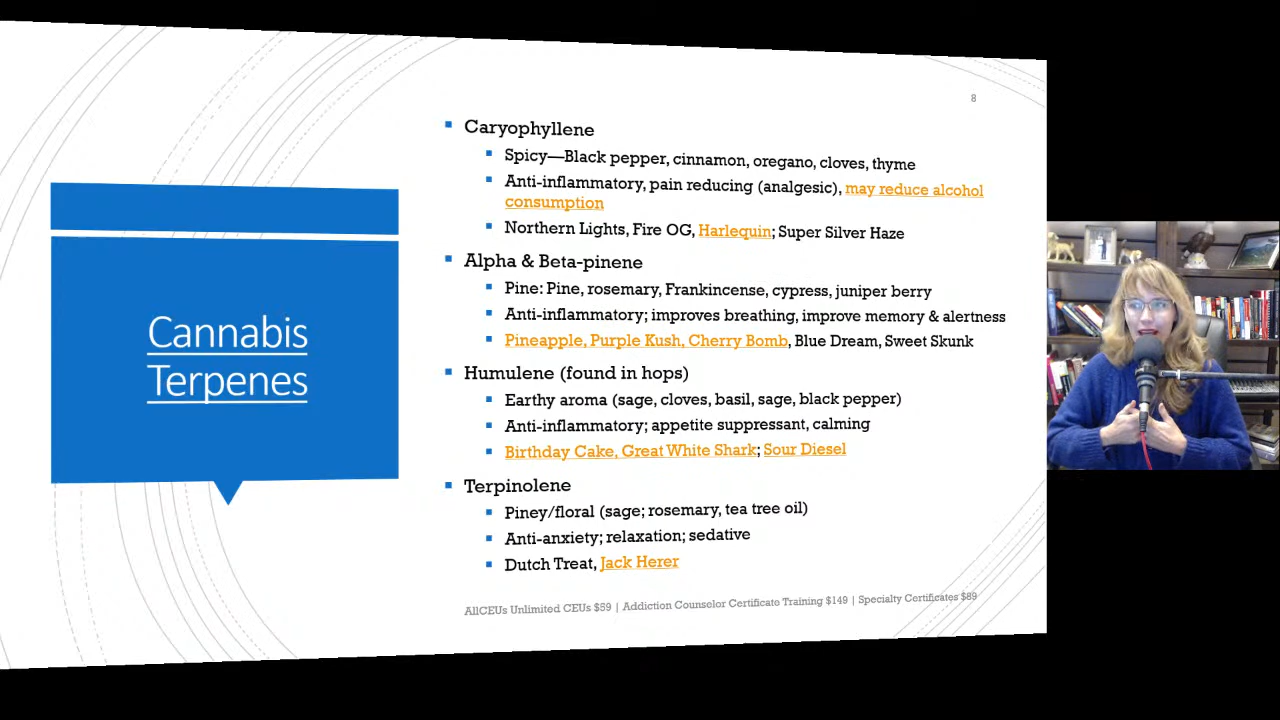 8
Cannabis
Terpenes
Caryophyllene
Spicy—Black pepper, cinnamon, oregano, cloves, thyme
Anti-inflammatory, pain reducing (analgesic), may reduce alcohol
consumption
Northern Lights, Fire OG, Harlequin; Super Silver Haze
Alpha & Beta-pinene
Pine: Pine, rosemary, Frankincense, cypress, juniper berry
Anti-inflammatory; improves breathing, improve memory & alertness
Pineapple, Purple Kush, Cherry Bomb, Blue Dream, Sweet Skunk
Humulene (found in hops)
Earthy aroma (sage, cloves, basil, sage, black pepper)
Anti-inflammatory; appetite suppressant, calming
Birthday Cake, Great White Shark; Sour Diesel
Terpinolene
Piney/floral (sage; rosemary, tea tree oil)
Anti-anxiety; relaxation; sedative
Dutch Treat, Jack Herer
AllCEUs Unlimited CEUs $59 | Addiction Counselor Certificate Training $149 | Specialty Certificates $89